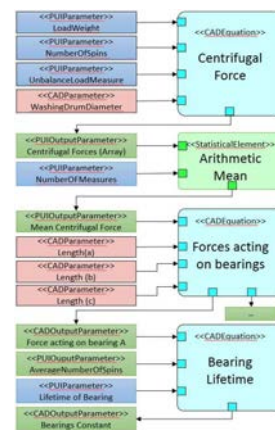 <<PUIParameter>>
LoadWeight
<<PUIParameter>>
NumberOfSpins
<<PUIParameter>>
UnbalanceLoadMeasure
<<CADParameter>>
WashingDrumDiameter
<<CADEquation>>
Centrifugal
Force
<<PUIOutputParameter>>
Centrifugal Forces (Array)
<<PUIParameter>>
NumberOFMeasures
<<StatisticalElement>>
Arithmetic
Mean
<<PUIOutputParameter>>
Mean Centrifugal Force
<<CADParameter>>
Length(a)
<<CADParameter>>
Length (b)
<<CADParameter>>
Length (c)
<<CADEquation>>
Forces acting
on bearings
...
<<CADOutputParameter>>
Force acting on bearing A
<<PUIOuputParameter>>
AverageNumberOfSpins
<<PUIParameter>>
Lifetime of Bearing
<<CADOutputParameter>>
Bearings Constant
<<CADEquation>>
Bearing
Lifetime